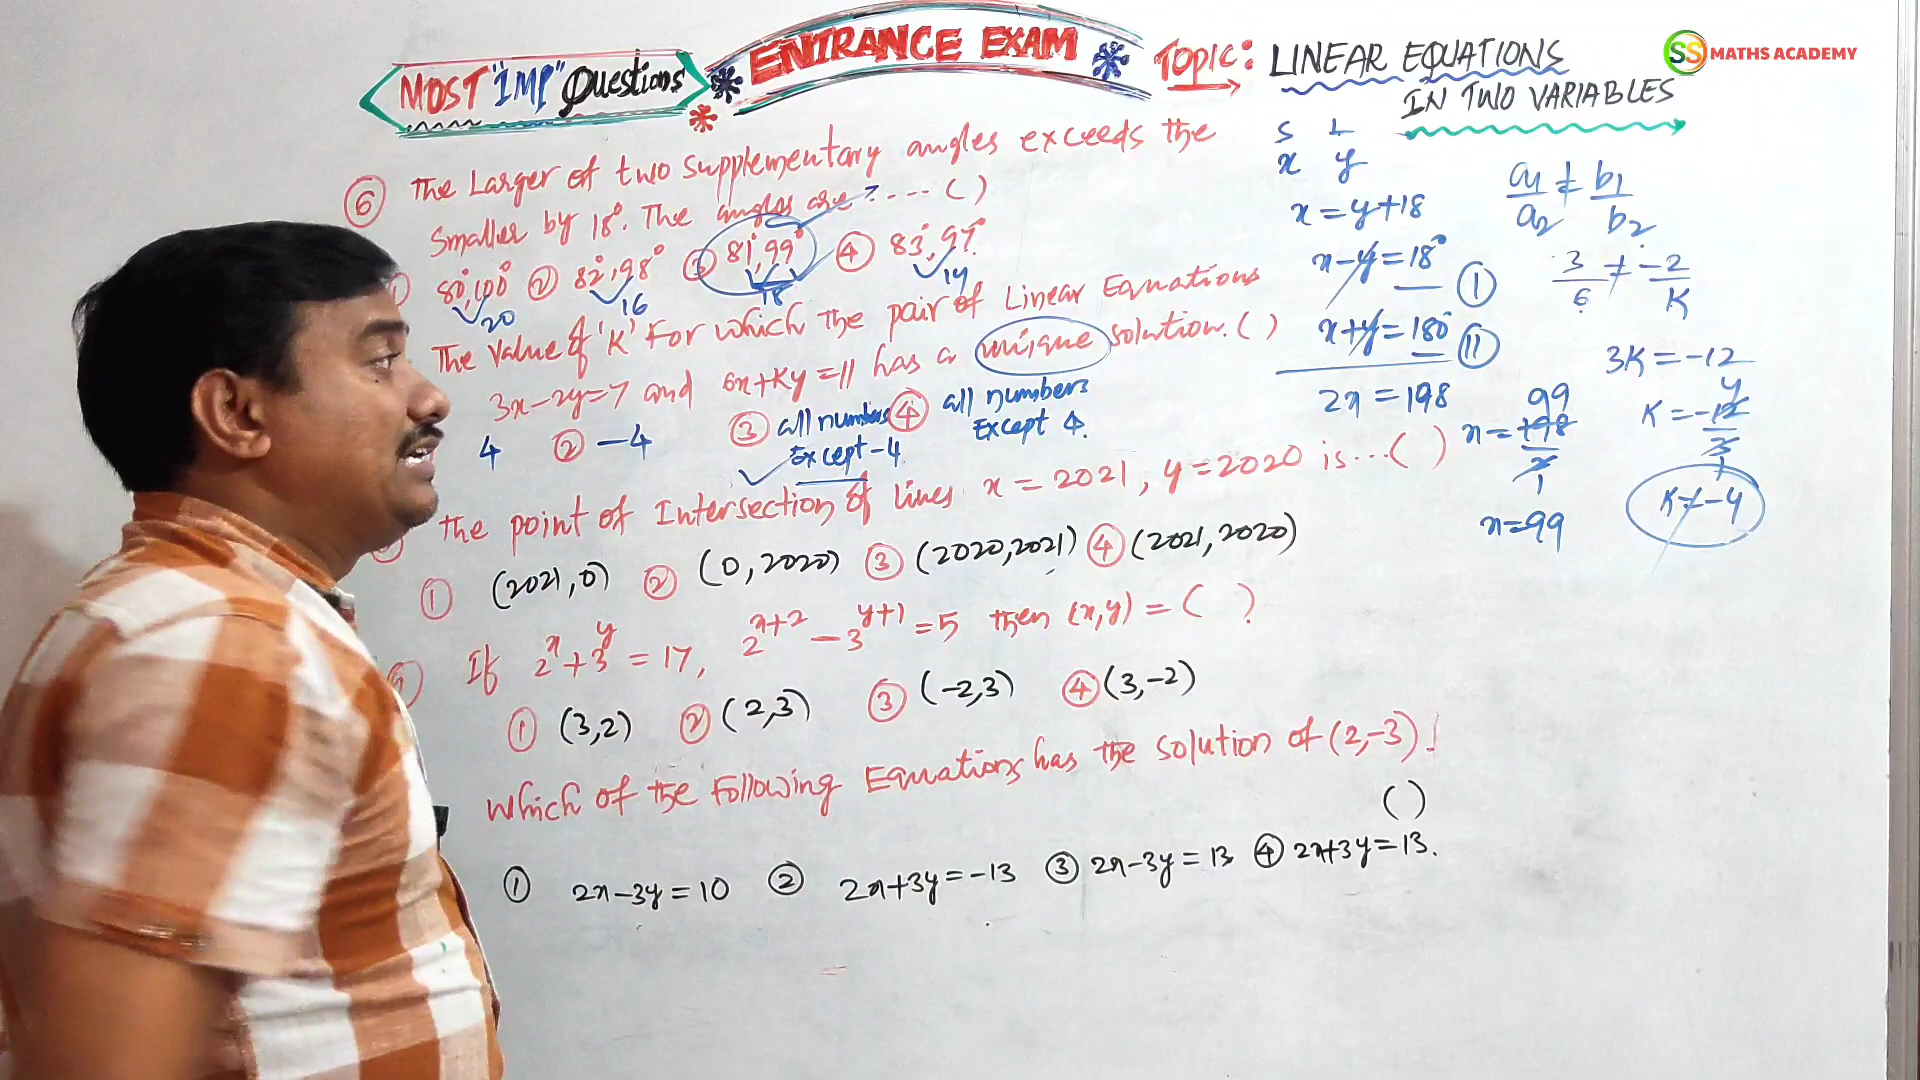 MOST "IMP" Questions
ENTRANCE EXAM
Topic: LINEAR EQUATIONS
IN TWO VARIABLES
SS MATHS ACADEMY
⑥ The Larger of two supplementary angles exceeds the
smaller by 18°. The angles are?.... ( )
80°,100° ② 82°,98° ③ 81°,99° ④ 83°,97°
20 16 18 14
The Value of 'K' For which the pair of Linear Equations
3x-2y=7 and 6x+Ky=11 has a unique solution. ( )
4 ② -4 ③ all numbers Except -4 ④ all numbers Except 4.
The point of Intersection of lines x=2021, y=2020 is...( )
① (2021,0) ② (0,2020) ③ (2020,2021) ④ (2021,2020)
If 2^x+3^y=17, 2^{x+2}-3^{y+1}=5 then (x,y)=( )
① (3,2) ② (2,3) ③ (-2,3) ④ (3,-2)
Which of the Following Equations has the solution of (2,-3)!
( )
① 2x-3y=10 ② 2x+3y=-13 ③ 2x-3y=13 ④ 2x+3y=13.
S L
x y
x=y+18
x-y=18° ①
x+y=180° ⑪
2x=198
x=198/2
99
1
x=99
a1/a2 ≠ b1/b2
3/6 ≠ -2/K
3K=-12
K=-12/3
4
1
K≠-4